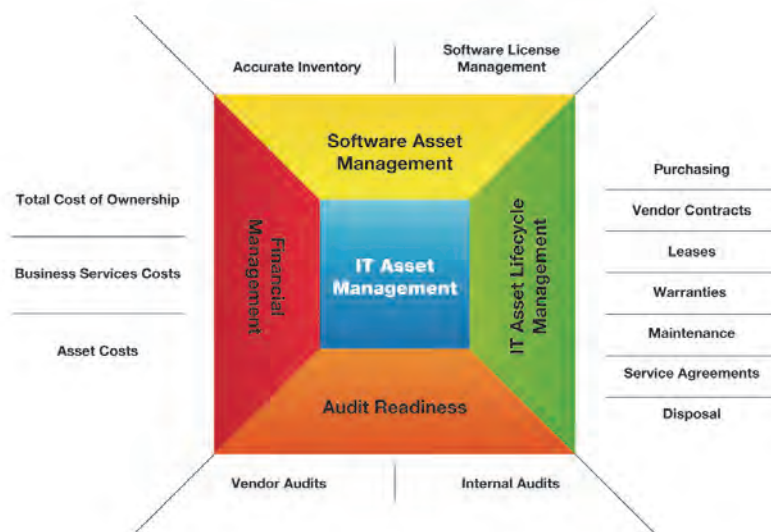 Accurate Inventory
Software License
Management
Software Asset
Management
Total Cost of Ownership
Business Services Costs
Asset Costs
Financial
Management
IT Asset
Management
IT Asset Lifecycle
Management
Purchasing
Vendor Contracts
Leases
Warranties
Maintenance
Service Agreements
Disposal
Audit Readiness
Vendor Audits
Internal Audits